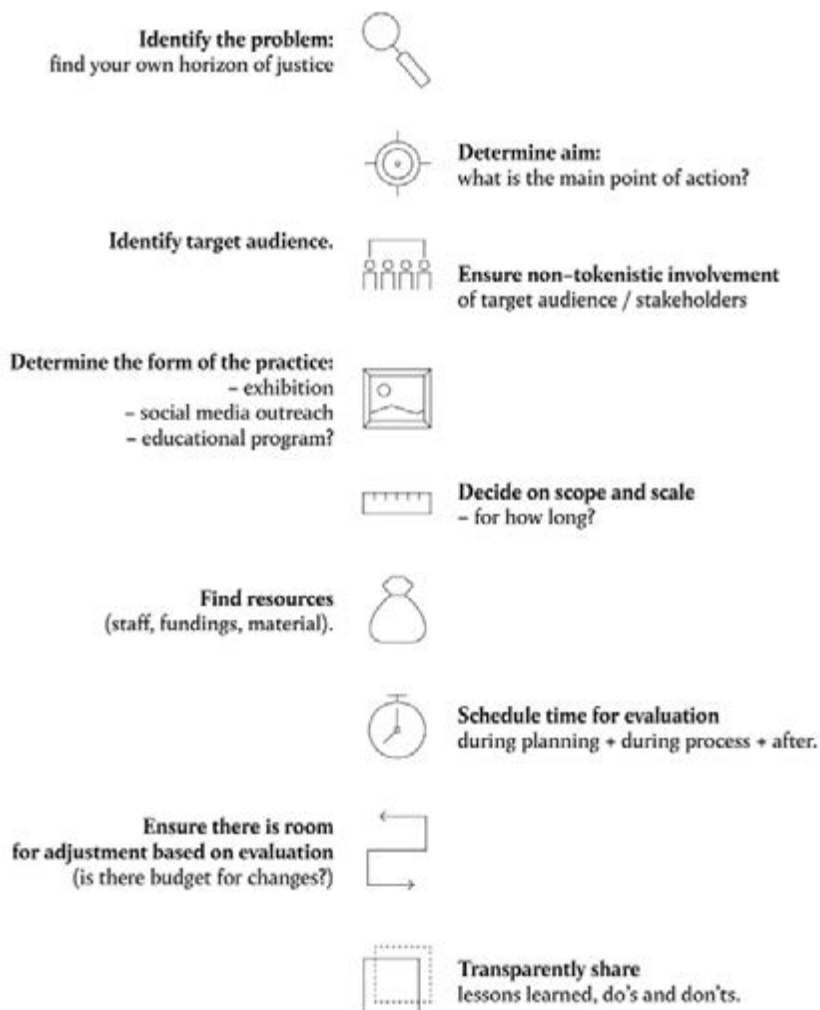 Identify the problem:
find your own horizon of justice
Determine aim:
what is the main point of action?
Identify target audience.
Ensure non-tokenistic involvement
of target audience / stakeholders
Determine the form of the practice:
– exhibition
– social media outreach
– educational program?
Decide on scope and scale
– for how long?
Find resources
(staff, fundings, material).
Schedule time for evaluation
during planning + during process + after.
Ensure there is room
for adjustment based on evaluation
(is there budget for changes?)
Transparently share
lessons learned, do's and don'ts.